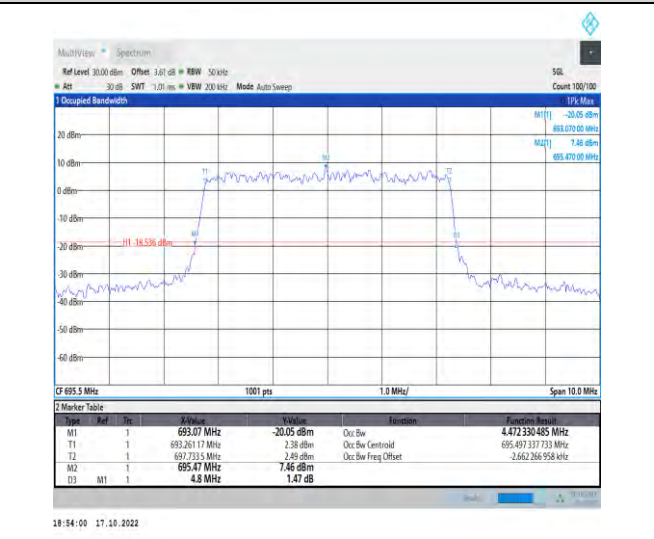 MultiView Spectrum
Ref Level 30.00 dBm Offset 3.61 dB RBW 50 kHz SGL
Att 30 dB SWT 1.01 ms VBW 200 kHz Mode Auto Sweep Count 100/100
1 Occupied Bandwidth 1Pk Max
M1[1] -20.05 dBm
693.070 00 MHz
20 dBm M2[1] 7.46 dBm
695.470 00 MHz
10 dBm
M2
T1 T2
0 dBm
-10 dBm
M1 D3
-20 dBm H1 -18.536 dBm
-30 dBm
-40 dBm
-50 dBm
-60 dBm
CF 695.5 MHz 1001 pts 1.0 MHz/ Span 10.0 MHz
2 Marker Table
Type Ref Trc X-Value Y-Value Function Function Result
M1 1 693.07 MHz -20.05 dBm Occ Bw 4.472 330 485 MHz
T1 1 693.261 17 MHz 2.38 dBm Occ Bw Centroid 695.497 337 733 MHz
T2 1 697.733 5 MHz 2.49 dBm Occ Bw Freq Offset -2.662 266 958 kHz
M2 1 695.47 MHz 7.46 dBm
D3 M1 1 4.8 MHz 1.47 dB
18:54:00 17.10.2022